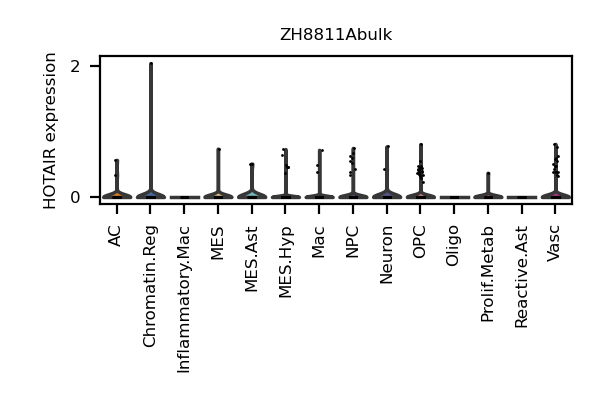 ZH8811Abulk
HOTAIR expression
2
0
AC
Chromatin.Reg
Inflammatory.Mac
MES
MES.Ast
MES.Hyp
Mac
NPC
Neuron
OPC
Oligo
Prolif.Metab
Reactive.Ast
Vasc